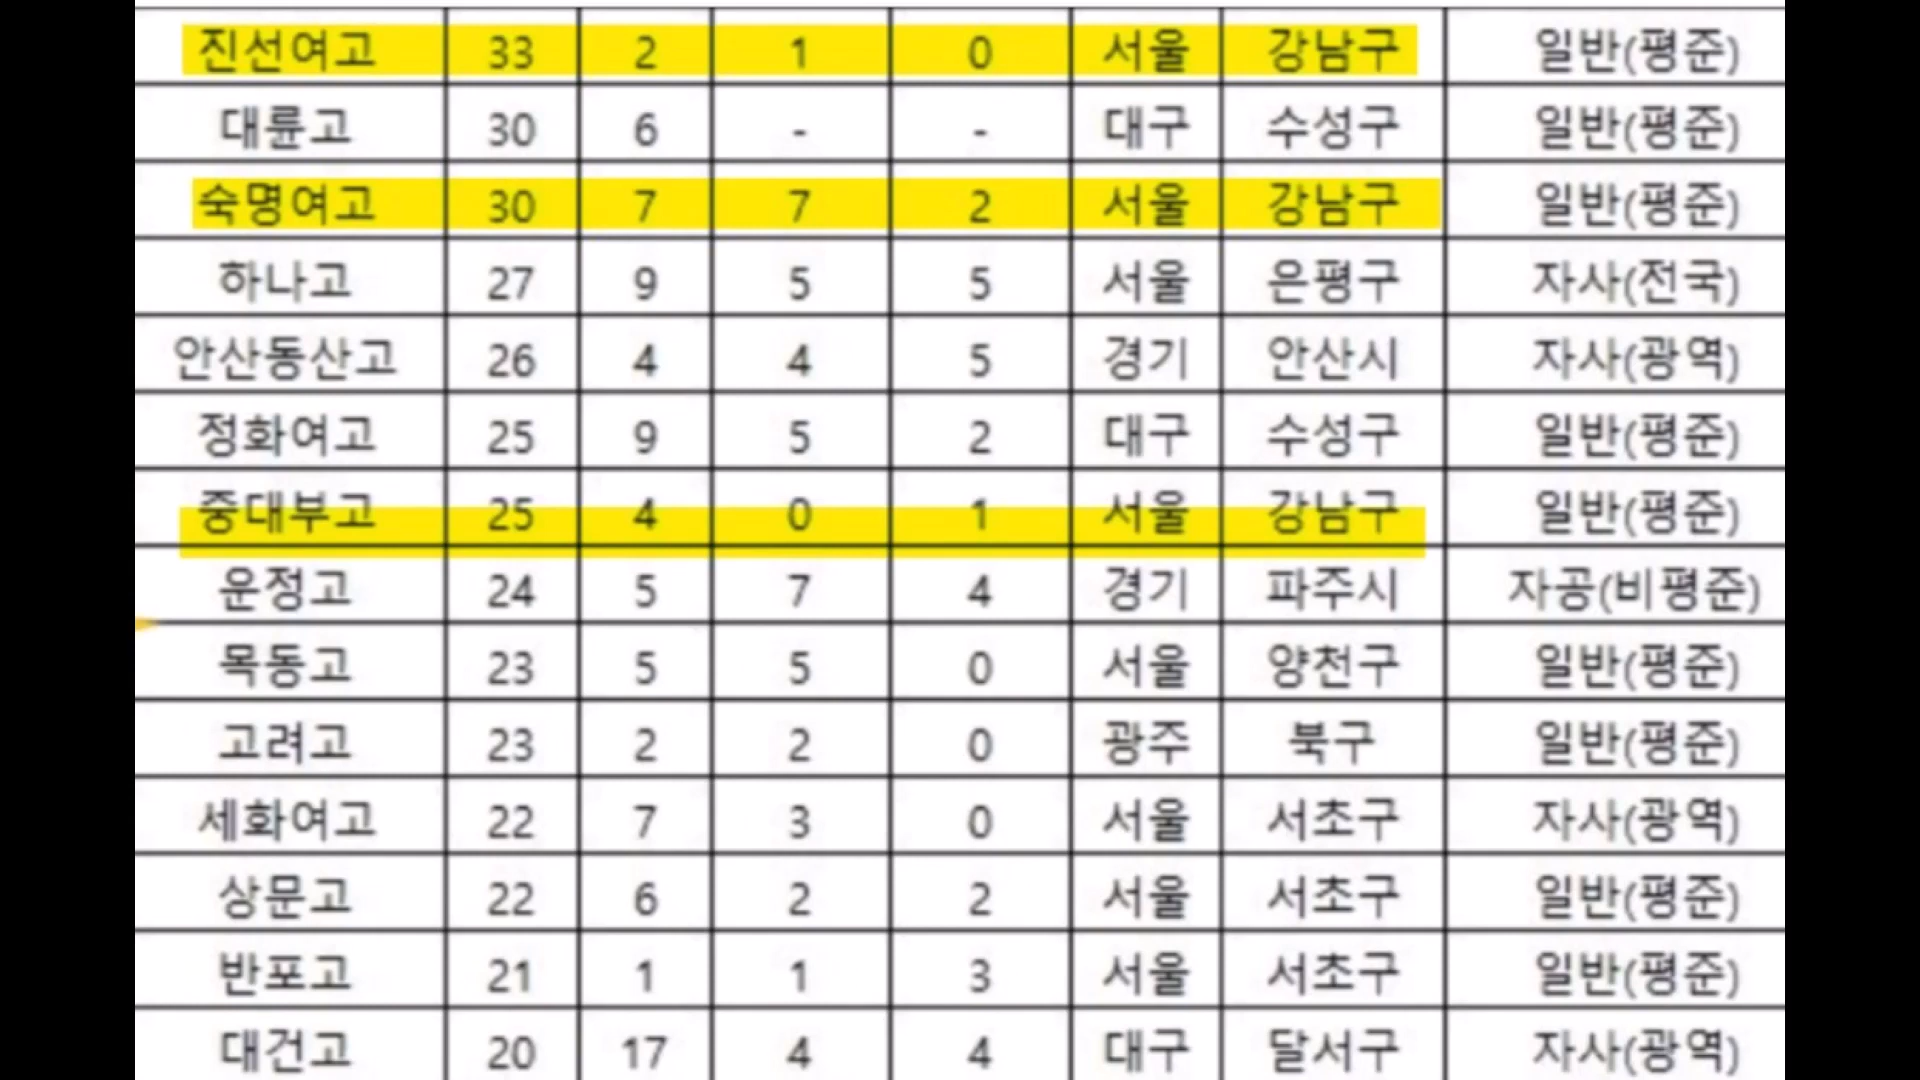 진선여고 33 2 1 0 서울 강남구 일반(평준)
대륜고 30 6 - - 대구 수성구 일반(평준)
숙명여고 30 7 7 2 서울 강남구 일반(평준)
하나고 27 9 5 5 서울 은평구 자사(전국)
안산동산고 26 4 4 5 경기 안산시 자사(광역)
정화여고 25 9 5 2 대구 수성구 일반(평준)
중대부고 25 4 0 1 서울 강남구 일반(평준)
운정고 24 5 7 4 경기 파주시 자공(비평준)
목동고 23 5 5 0 서울 양천구 일반(평준)
고려고 23 2 2 0 광주 북구 일반(평준)
세화여고 22 7 3 0 서울 서초구 자사(광역)
상문고 22 6 2 2 서울 서초구 일반(평준)
반포고 21 1 1 3 서울 서초구 일반(평준)
대건고 20 17 4 4 대구 달서구 자사(광역)